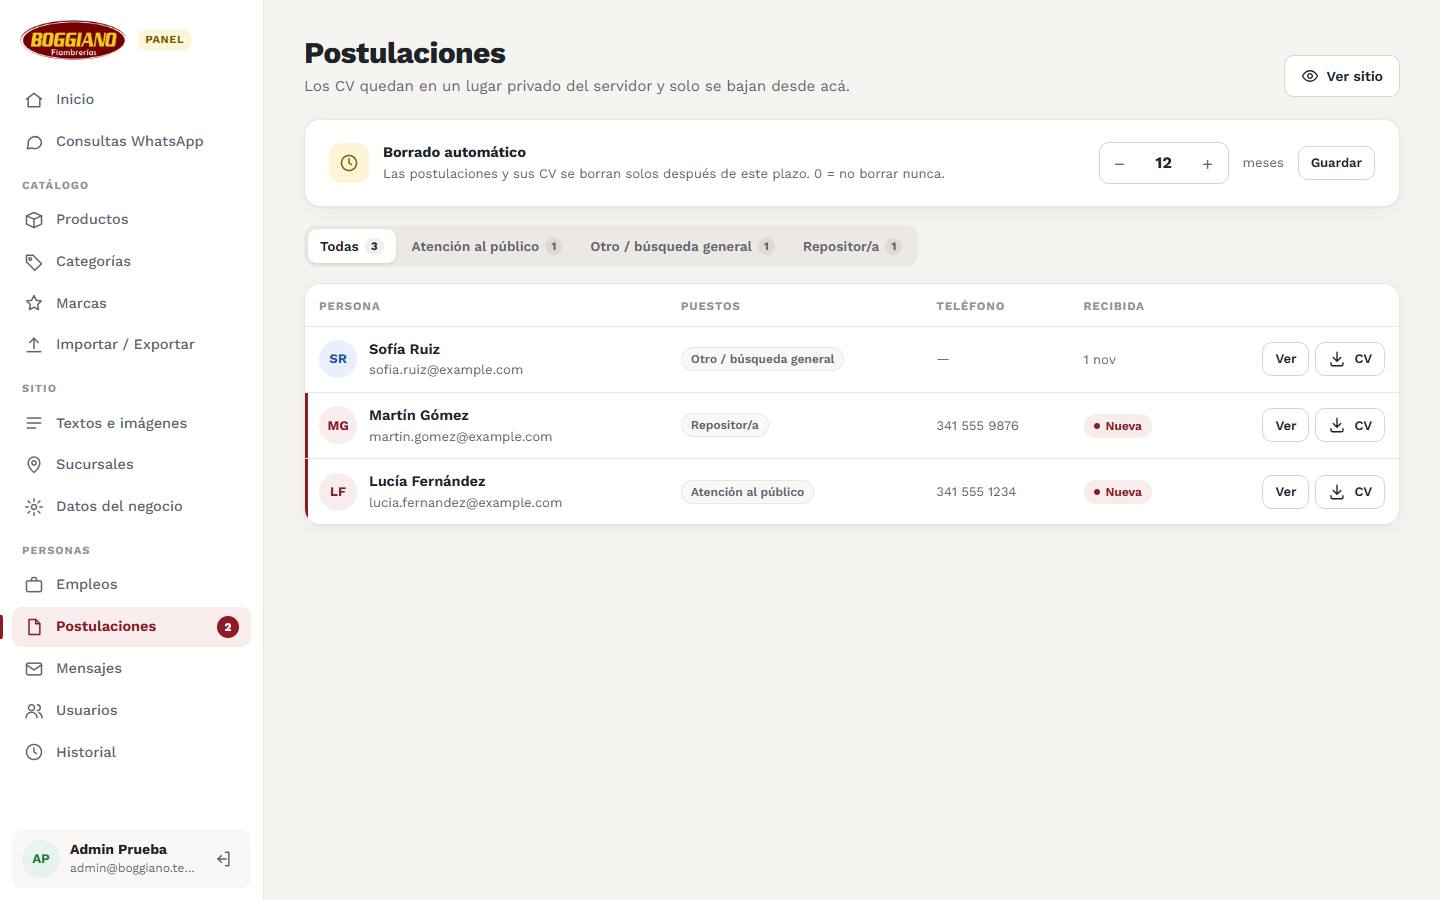 BOGGIANO
Fiambrerías
PANEL
Inicio
Consultas WhatsApp
CATÁLOGO
Productos
Categorías
Marcas
Importar / Exportar
SITIO
Textos e imágenes
Sucursales
Datos del negocio
PERSONAS
Empleos
Postulaciones 2
Mensajes
Usuarios
Historial
AP
Admin Prueba
admin@boggiano.te...
Postulaciones
Los CV quedan en un lugar privado del servidor y solo se bajan desde acá.
Ver sitio
Borrado automático
Las postulaciones y sus CV se borran solos después de este plazo. 0 = no borrar nunca.
− 12 + meses Guardar
Todas 3 Atención al público 1 Otro / búsqueda general 1 Repositor/a 1
PERSONA PUESTOS TELÉFONO RECIBIDA
SR Sofía Ruiz
sofia.ruiz@example.com
Otro / búsqueda general — 1 nov Ver CV
MG Martín Gómez
martin.gomez@example.com
Repositor/a 341 555 9876 Nueva Ver CV
LF Lucía Fernández
lucia.fernandez@example.com
Atención al público 341 555 1234 Nueva Ver CV